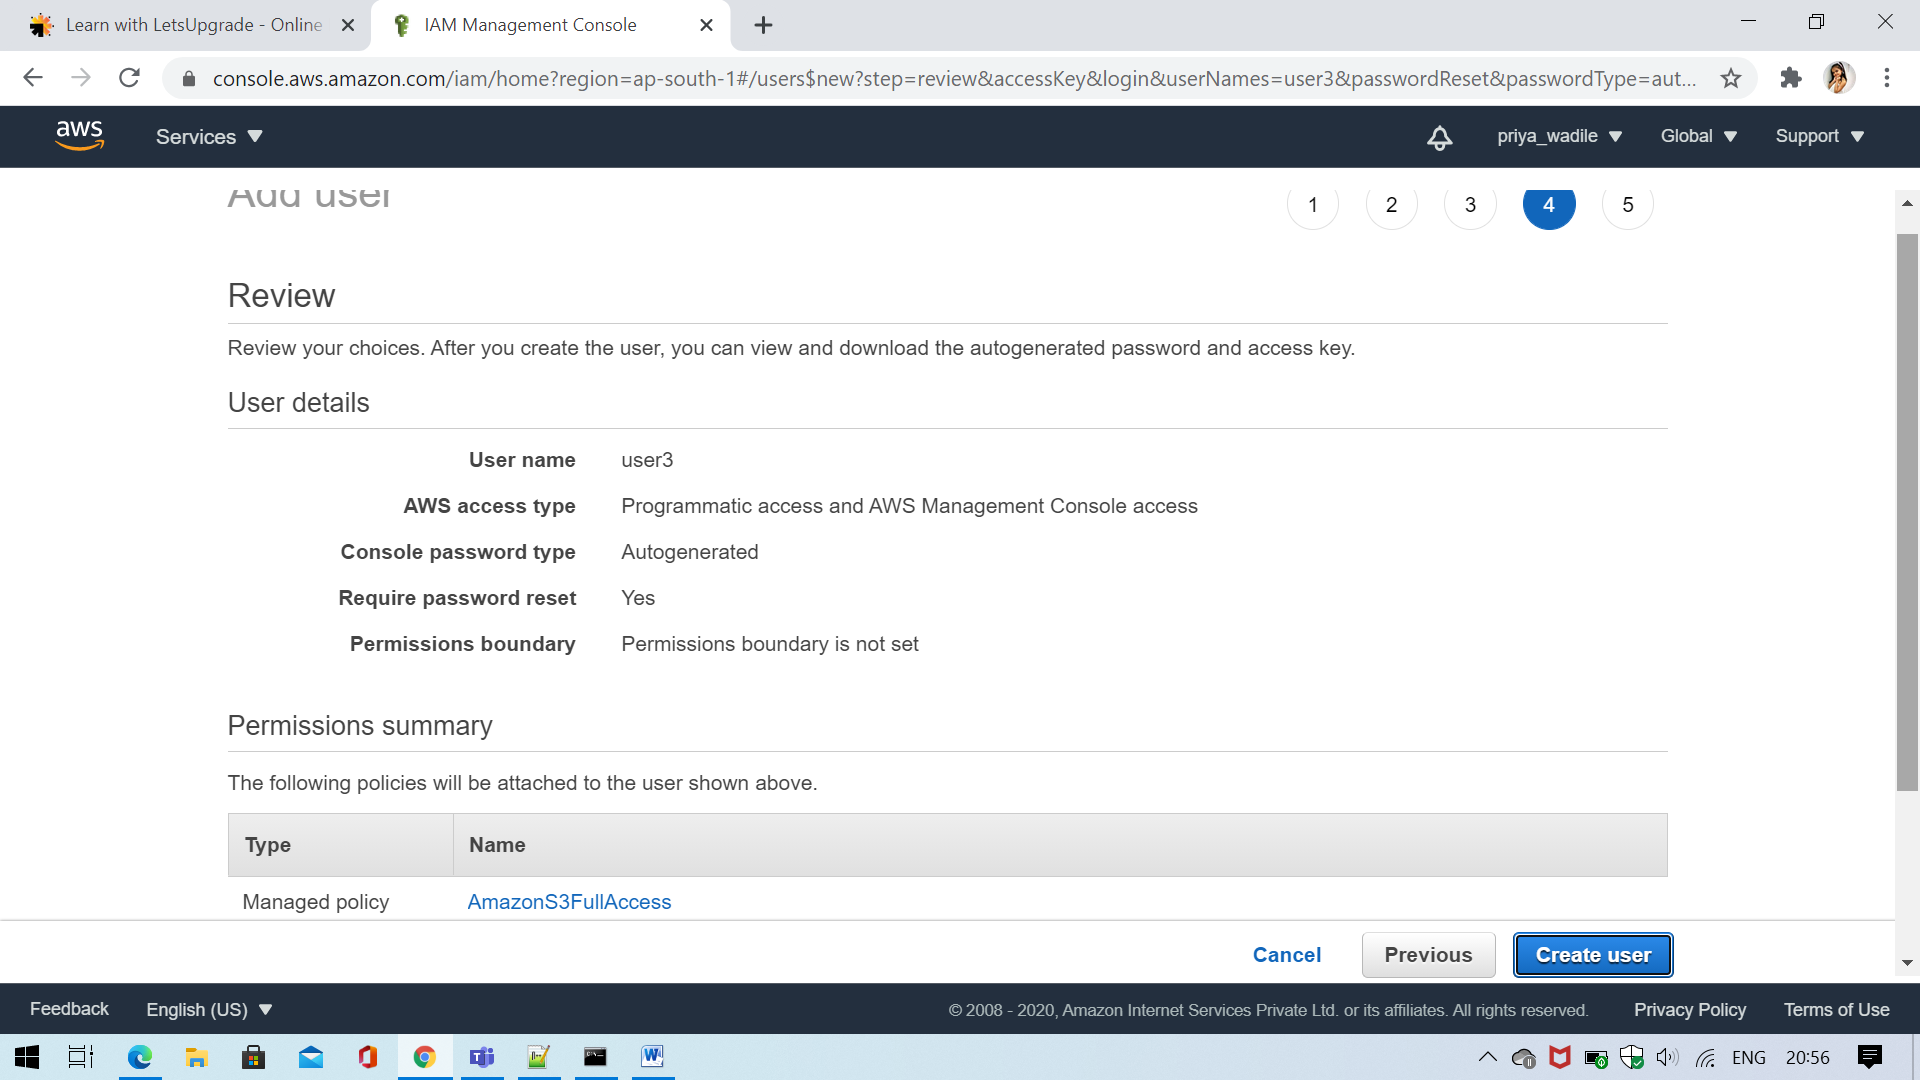 Learn with LetsUpgrade - Online
IAM Management Console
console.aws.amazon.com/iam/home?region=ap-south-1#/users$new?step=review&accessKey&login&userNames=user3&passwordReset&passwordType=aut...
aws
Services
priya_wadile
Global
Support
Add user
1
2
3
4
5
Review
Review your choices. After you create the user, you can view and download the autogenerated password and access key.
User details
User name user3
AWS access type Programmatic access and AWS Management Console access
Console password type Autogenerated
Require password reset Yes
Permissions boundary Permissions boundary is not set
Permissions summary
The following policies will be attached to the user shown above.
Type Name
Managed policy AmazonS3FullAccess
Cancel
Previous
Create user
Feedback
English (US)
© 2008 - 2020, Amazon Internet Services Private Ltd. or its affiliates. All rights reserved.
Privacy Policy
Terms of Use
ENG
20:56